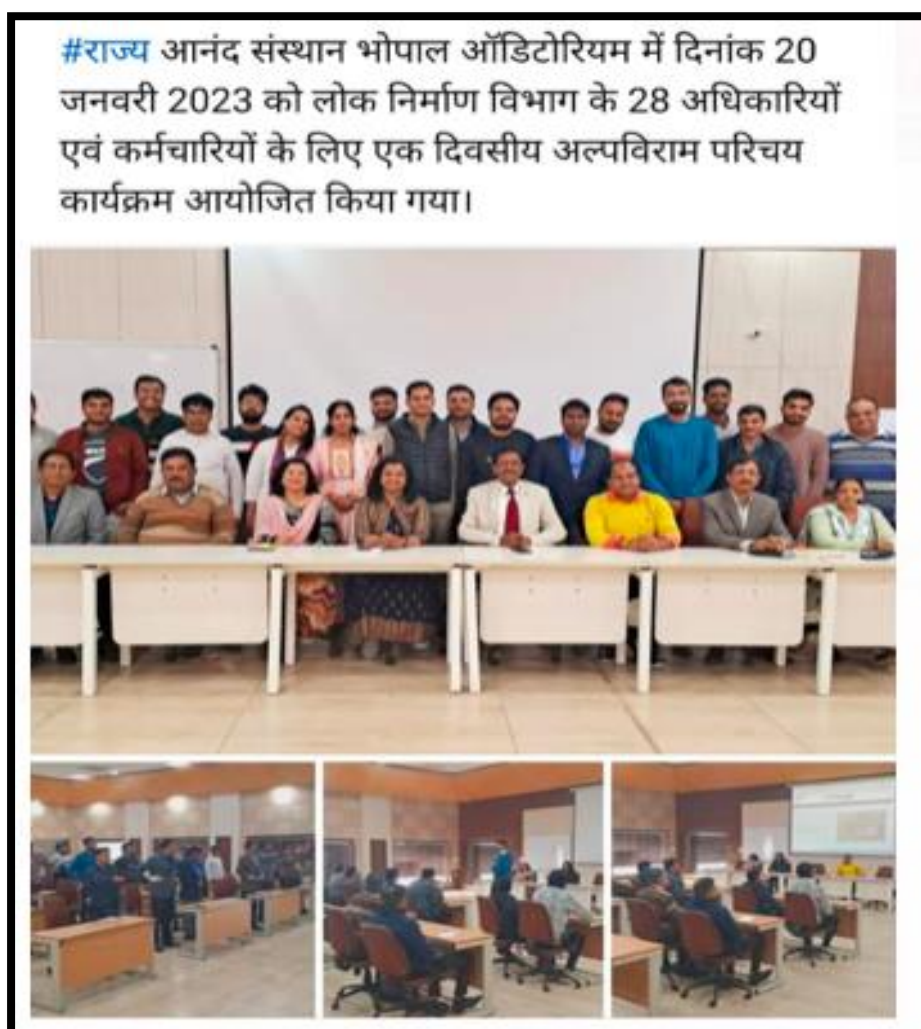 #राज्य आनंद संस्थान भोपाल ऑडिटोरियम में दिनांक 20
जनवरी 2023 को लोक निर्माण विभाग के 28 अधिकारियों
एवं कर्मचारियों के लिए एक दिवसीय अल्पविराम परिचय
कार्यक्रम आयोजित किया गया।